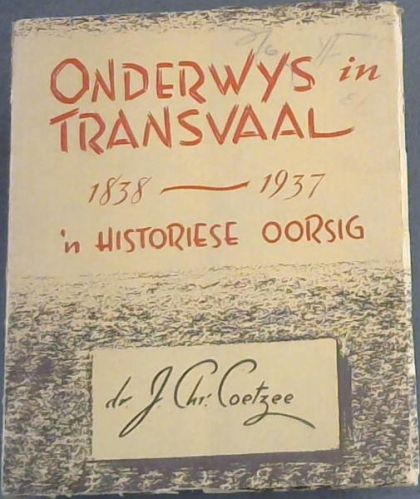 ONDERWYS in
TRANSVAAL
1838 — 1937
'n HISTORIESE OORSIG
dr. J. Chr. Coetzee